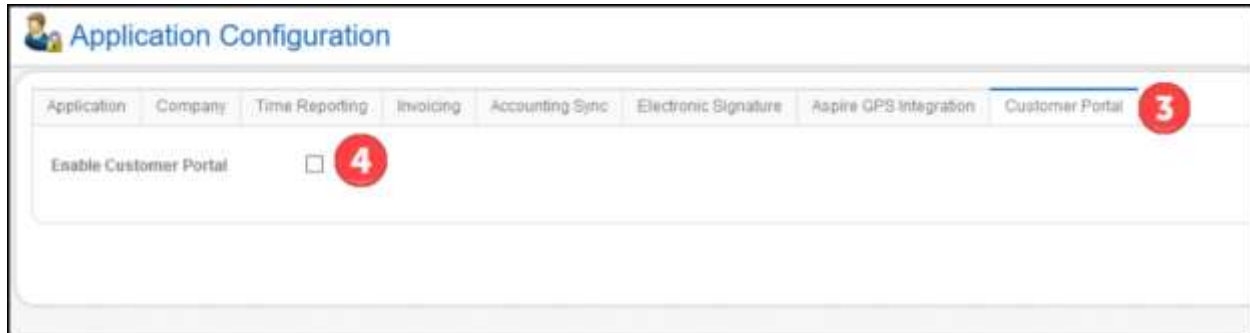 Application Configuration
Application Company Time Reporting Invoicing Accounting Sync Electronic Signature Aspire GPS Integration Customer Portal 3
Enable Customer Portal 4